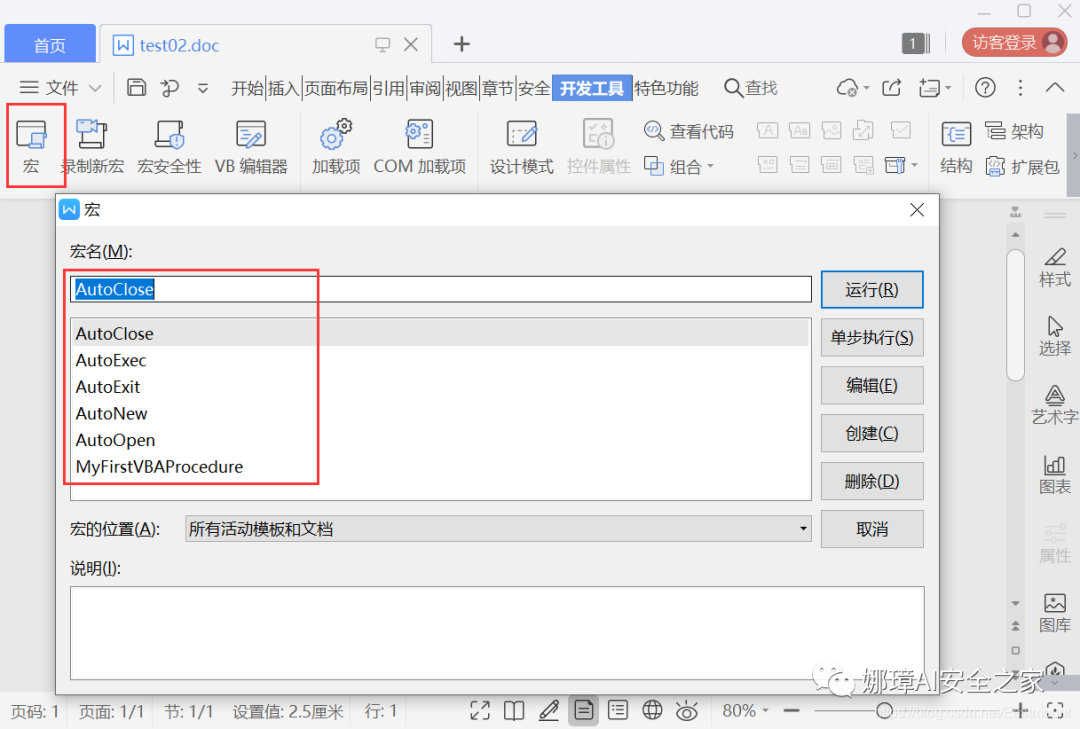 首页 test02.doc 1 访客登录
文件 开始 插入 页面布局 引用 审阅 视图 章节 安全 开发工具 特色功能 查找
宏 录制新宏 宏安全性 VB 编辑器 加载项 COM 加载项 设计模式 控件属性 查看代码 组合 结构 架构 扩展包
宏
宏名(M):
AutoClose
运行(R)
AutoClose
AutoExec
AutoExit
AutoNew
AutoOpen
MyFirstVBAProcedure
单步执行(S)
编辑(E)
创建(C)
删除(D)
宏的位置(A): 所有活动模板和文档
取消
说明(I):
样式
选择
艺术字
图表
属性
图库
娜璋AI安全之家
页码: 1 页面: 1/1 节: 1/1 设置值: 2.5厘米 行: 1 80%